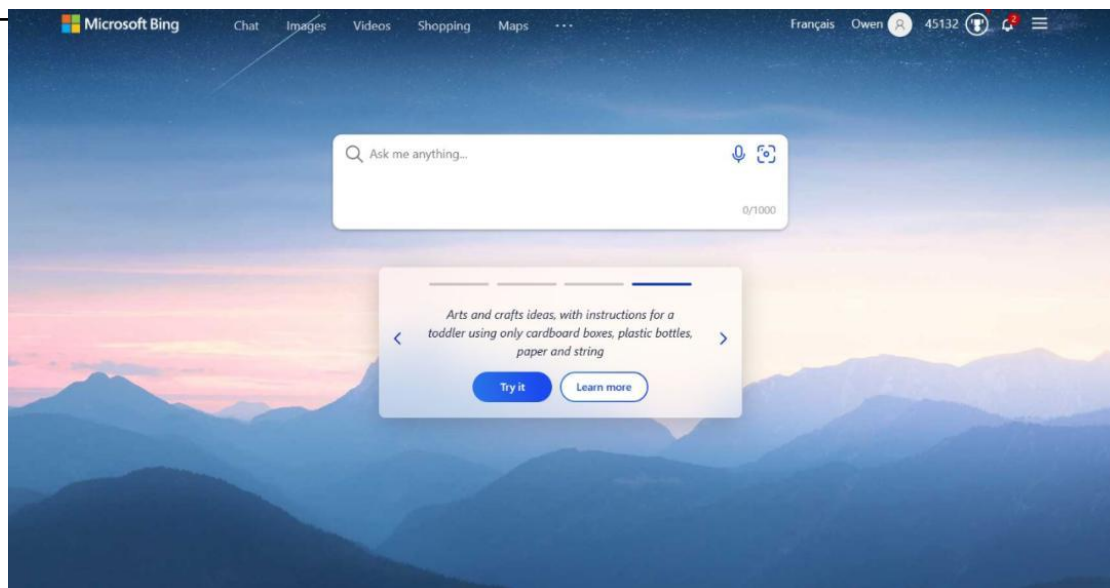 Microsoft Bing Chat Images Videos Shopping Maps ... Français Owen 45132 2
Ask me anything...
0/1000
Arts and crafts ideas, with instructions for a
toddler using only cardboard boxes, plastic bottles,
paper and string
Try it Learn more